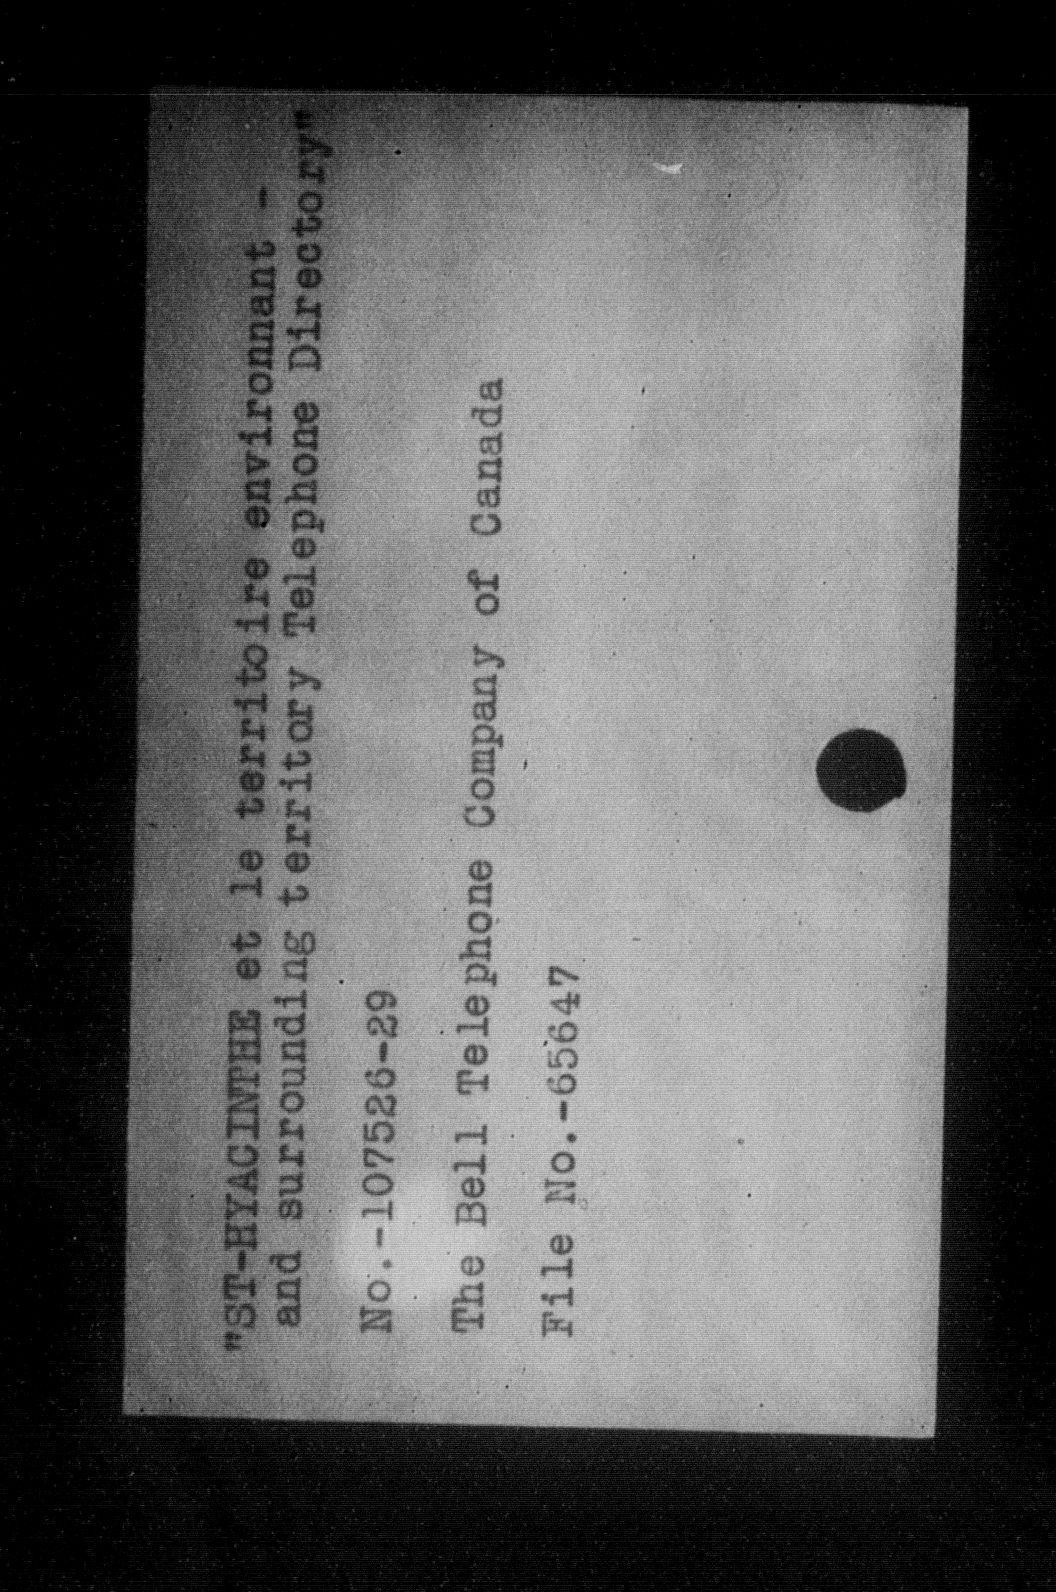 "ST-HYACINTHE et le territoire environnant -
and surrounding territory Telephone Directory"
No.-107526-29
The Bell Telephone Company of Canada
File No.-65647